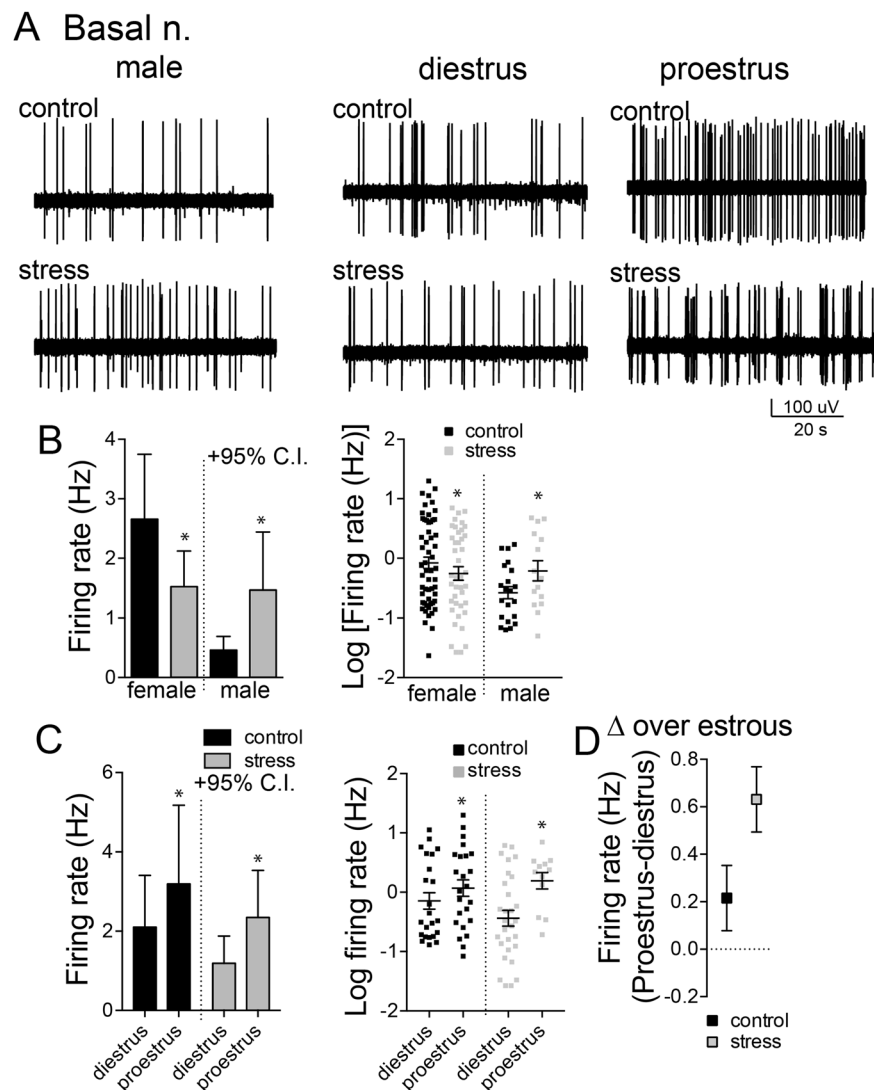 A Basal n.
male diestrus proestrus
control control control
stress stress stress
100 uV
20 s
B
+95% C.I.
Firing rate (Hz)
4
3
2
1
0
female male
control
stress
Log [Firing rate (Hz)]
2
1
-0
-1
-2
* * * *
female male
C
control
stress
+95% C.I.
Firing rate (Hz)
6
4
2
0
* *
diestrus proestrus diestrus proestrus
control
stress
Log firing rate (Hz)
2
1
0
-1
-2
* *
diestrus proestrus diestrus proestrus
D Δ over estrous
Firing rate (Hz)
(Proestrus-diestrus)
0.8
0.6
0.4
0.2
0.0
-0.2
control
stress